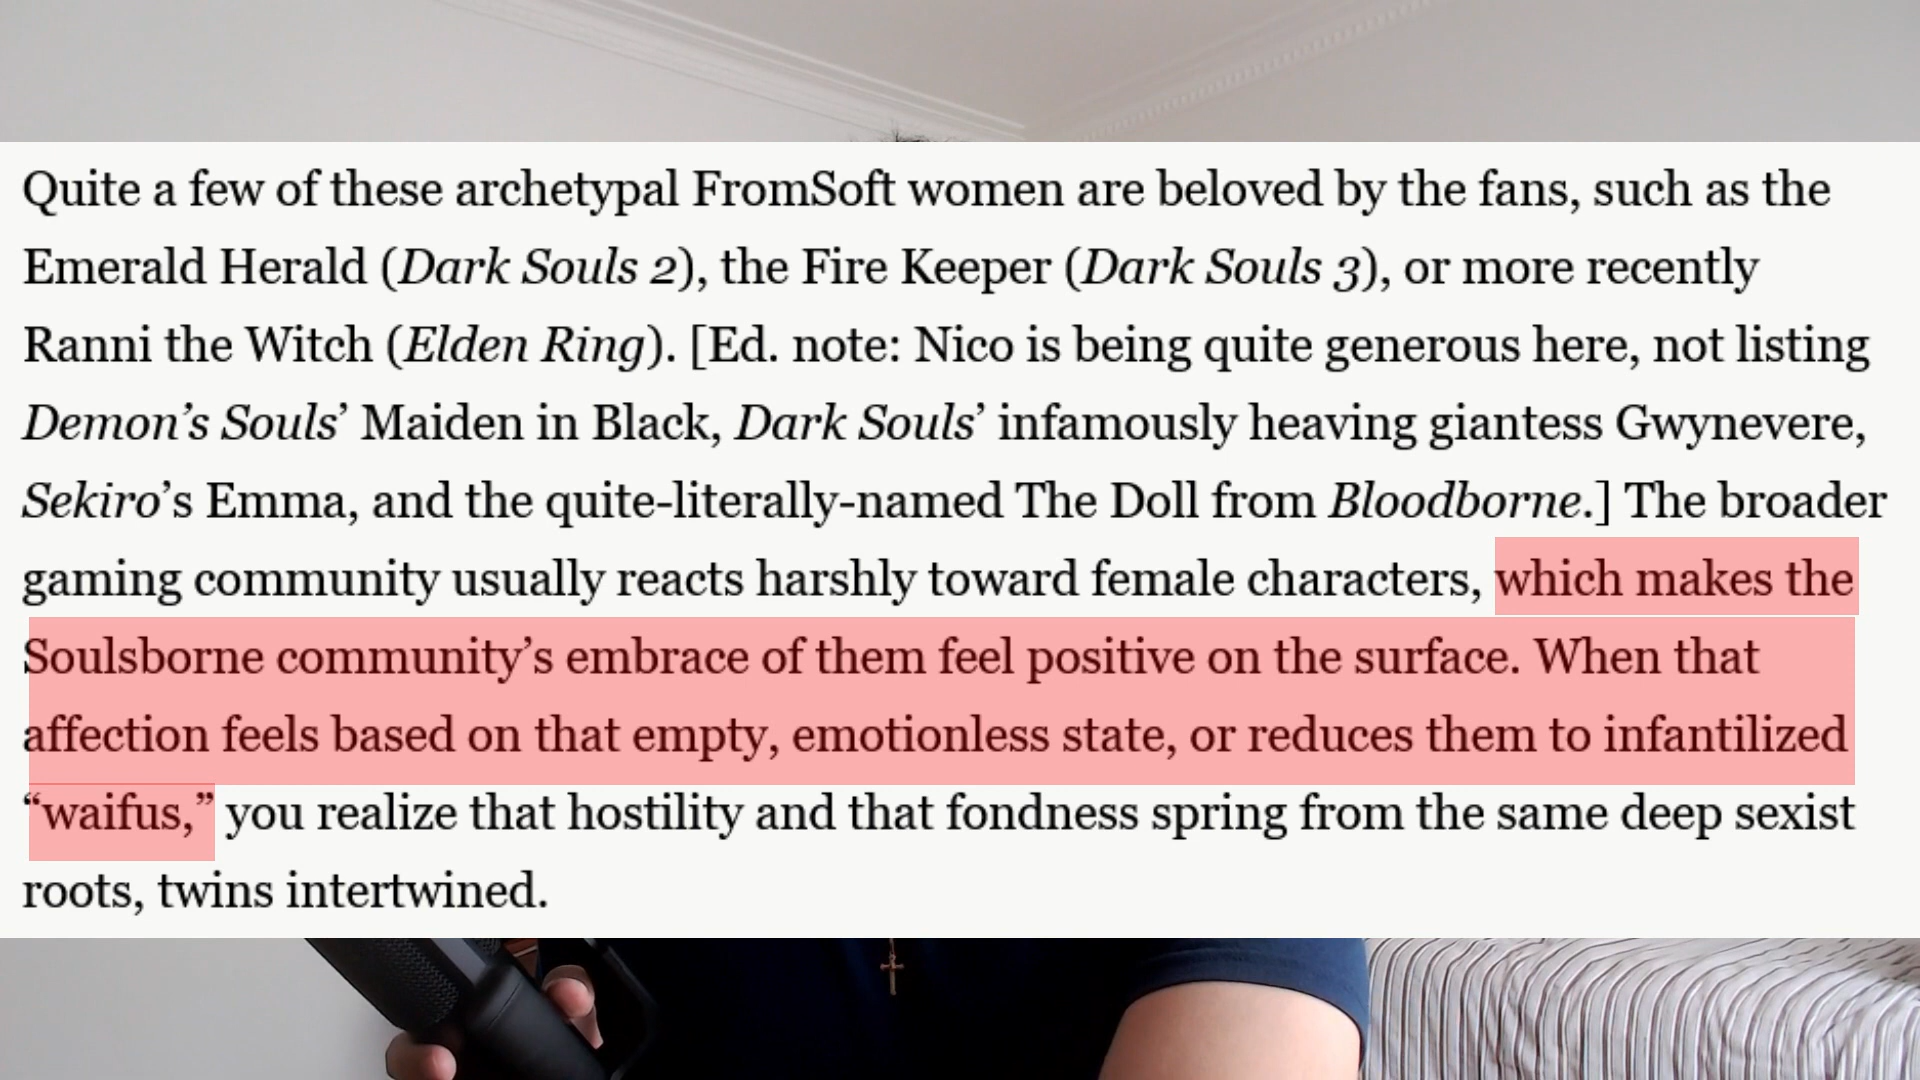 Quite a few of these archetypal FromSoft women are beloved by the fans, such as the
Emerald Herald (Dark Souls 2), the Fire Keeper (Dark Souls 3), or more recently
Ranni the Witch (Elden Ring). [Ed. note: Nico is being quite generous here, not listing
Demon’s Souls’ Maiden in Black, Dark Souls’ infamously heaving giantess Gwynevere,
Sekiro’s Emma, and the quite-literally-named The Doll from Bloodborne.] The broader
gaming community usually reacts harshly toward female characters, which makes the
Soulsborne community’s embrace of them feel positive on the surface. When that
affection feels based on that empty, emotionless state, or reduces them to infantilized
“waifus,” you realize that hostility and that fondness spring from the same deep sexist
roots, twins intertwined.